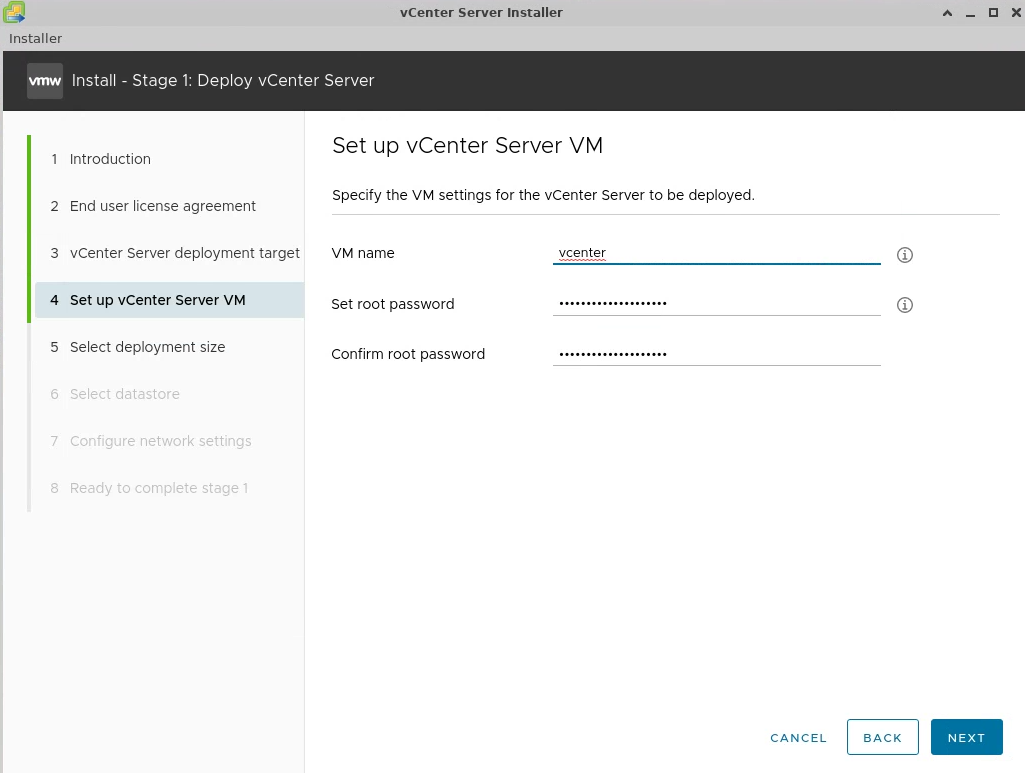 vCenter Server Installer
Installer
vmw Install - Stage 1: Deploy vCenter Server
1 Introduction
2 End user license agreement
3 vCenter Server deployment target
4 Set up vCenter Server VM
5 Select deployment size
6 Select datastore
7 Configure network settings
8 Ready to complete stage 1
Set up vCenter Server VM
Specify the VM settings for the vCenter Server to be deployed.
VM name vcenter
Set root password ••••••••••••••••••••
Confirm root password ••••••••••••••••••••
CANCEL BACK NEXT